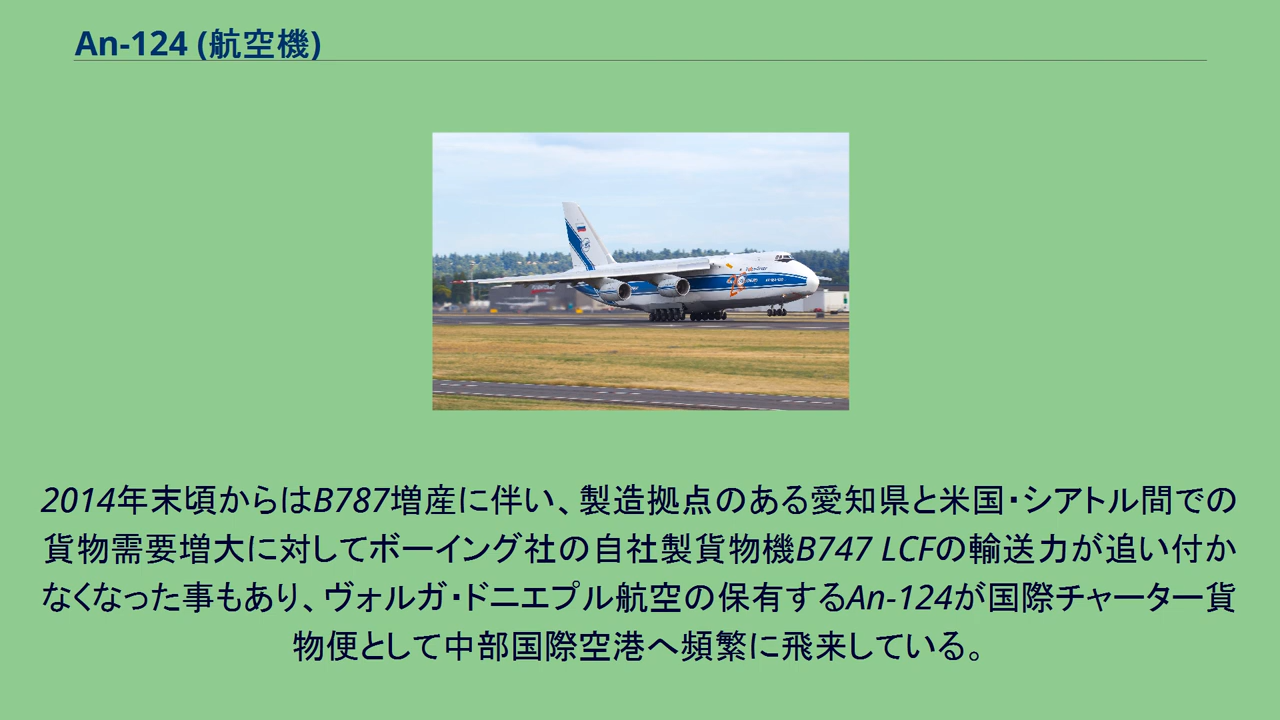 An-124 (航空機)
2014年末頃からはB787増産に伴い、製造拠点のある愛知県と米国・シアトル間での
貨物需要増大に対してボーイング社の自社製貨物機B747 LCFの輸送力が追い付か
なくなった事もあり、ヴォルガ・ドニエプル航空の保有するAn-124が国際チャーター貨
物便として中部国際空港へ頻繁に飛来している。